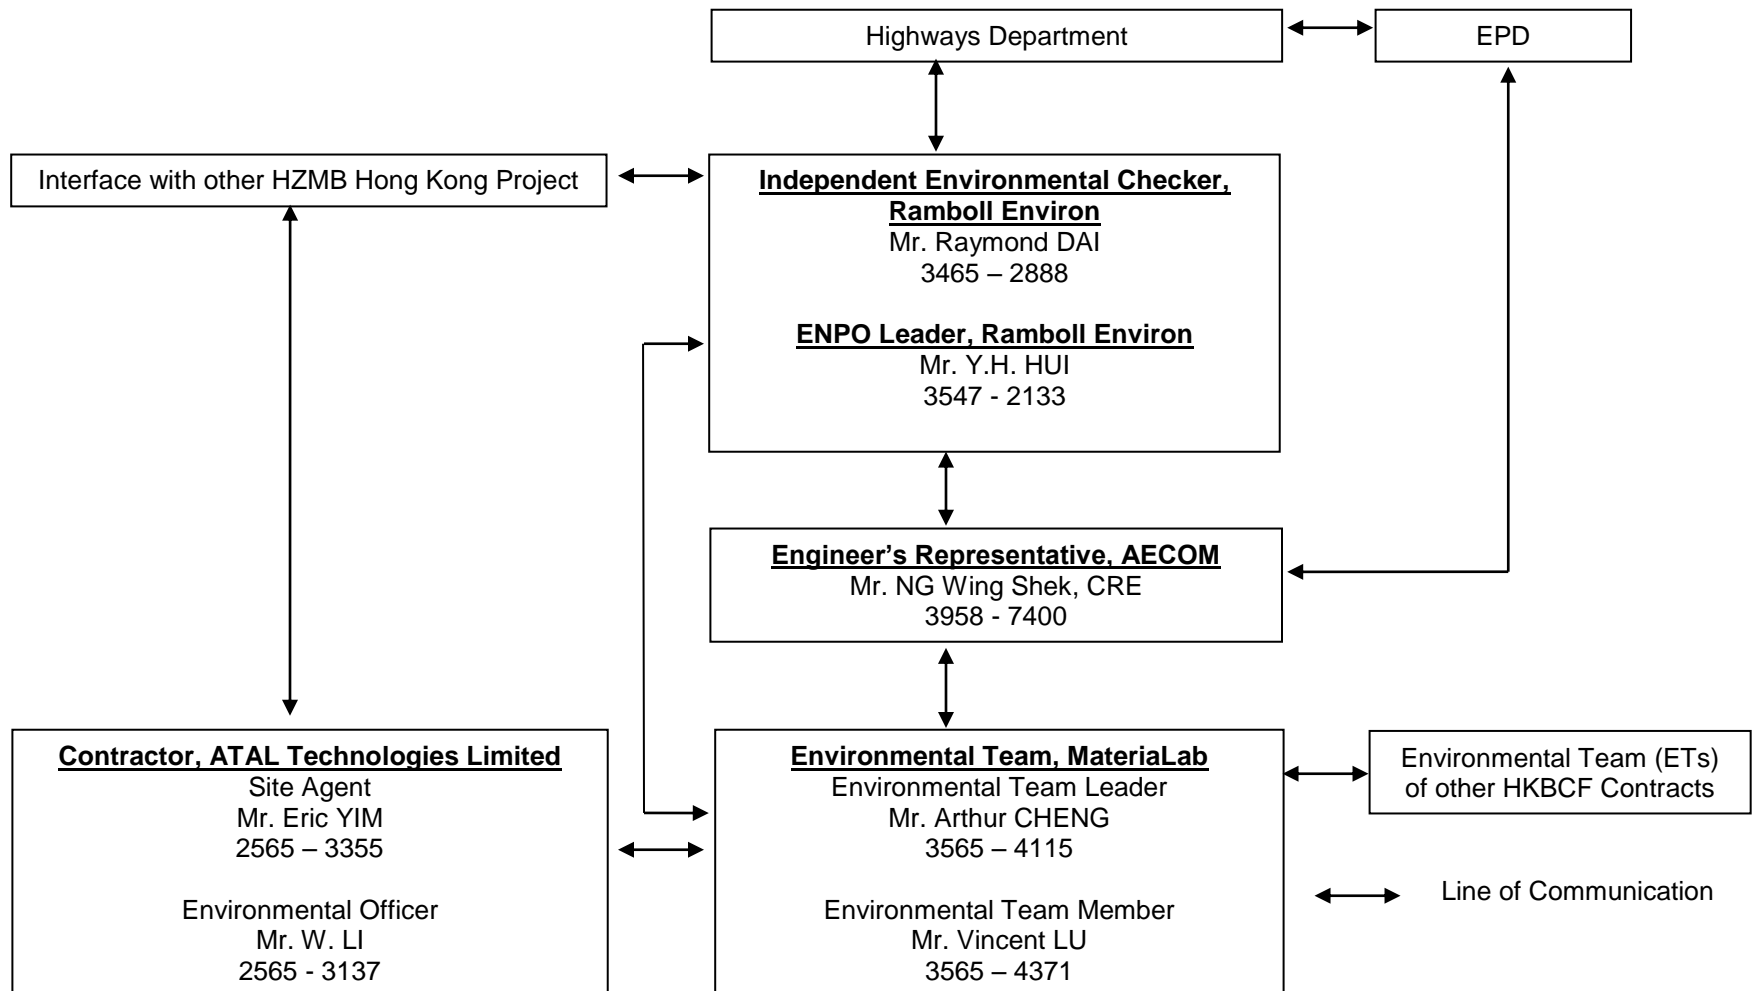 Highways Department
EPD
Interface with other HZMB Hong Kong Project
Independent Environmental Checker,
Ramboll Environ
Mr. Raymond DAI
3465 – 2888
ENPO Leader, Ramboll Environ
Mr. Y.H. HUI
3547 - 2133
Engineer’s Representative, AECOM
Mr. NG Wing Shek, CRE
3958 - 7400
Contractor, ATAL Technologies Limited
Site Agent
Mr. Eric YIM
2565 – 3355
Environmental Officer
Mr. W. LI
2565 - 3137
Environmental Team, MateriaLab
Environmental Team Leader
Mr. Arthur CHENG
3565 – 4115
Environmental Team Member
Mr. Vincent LU
3565 – 4371
Environmental Team (ETs)
of other HKBCF Contracts
Line of Communication